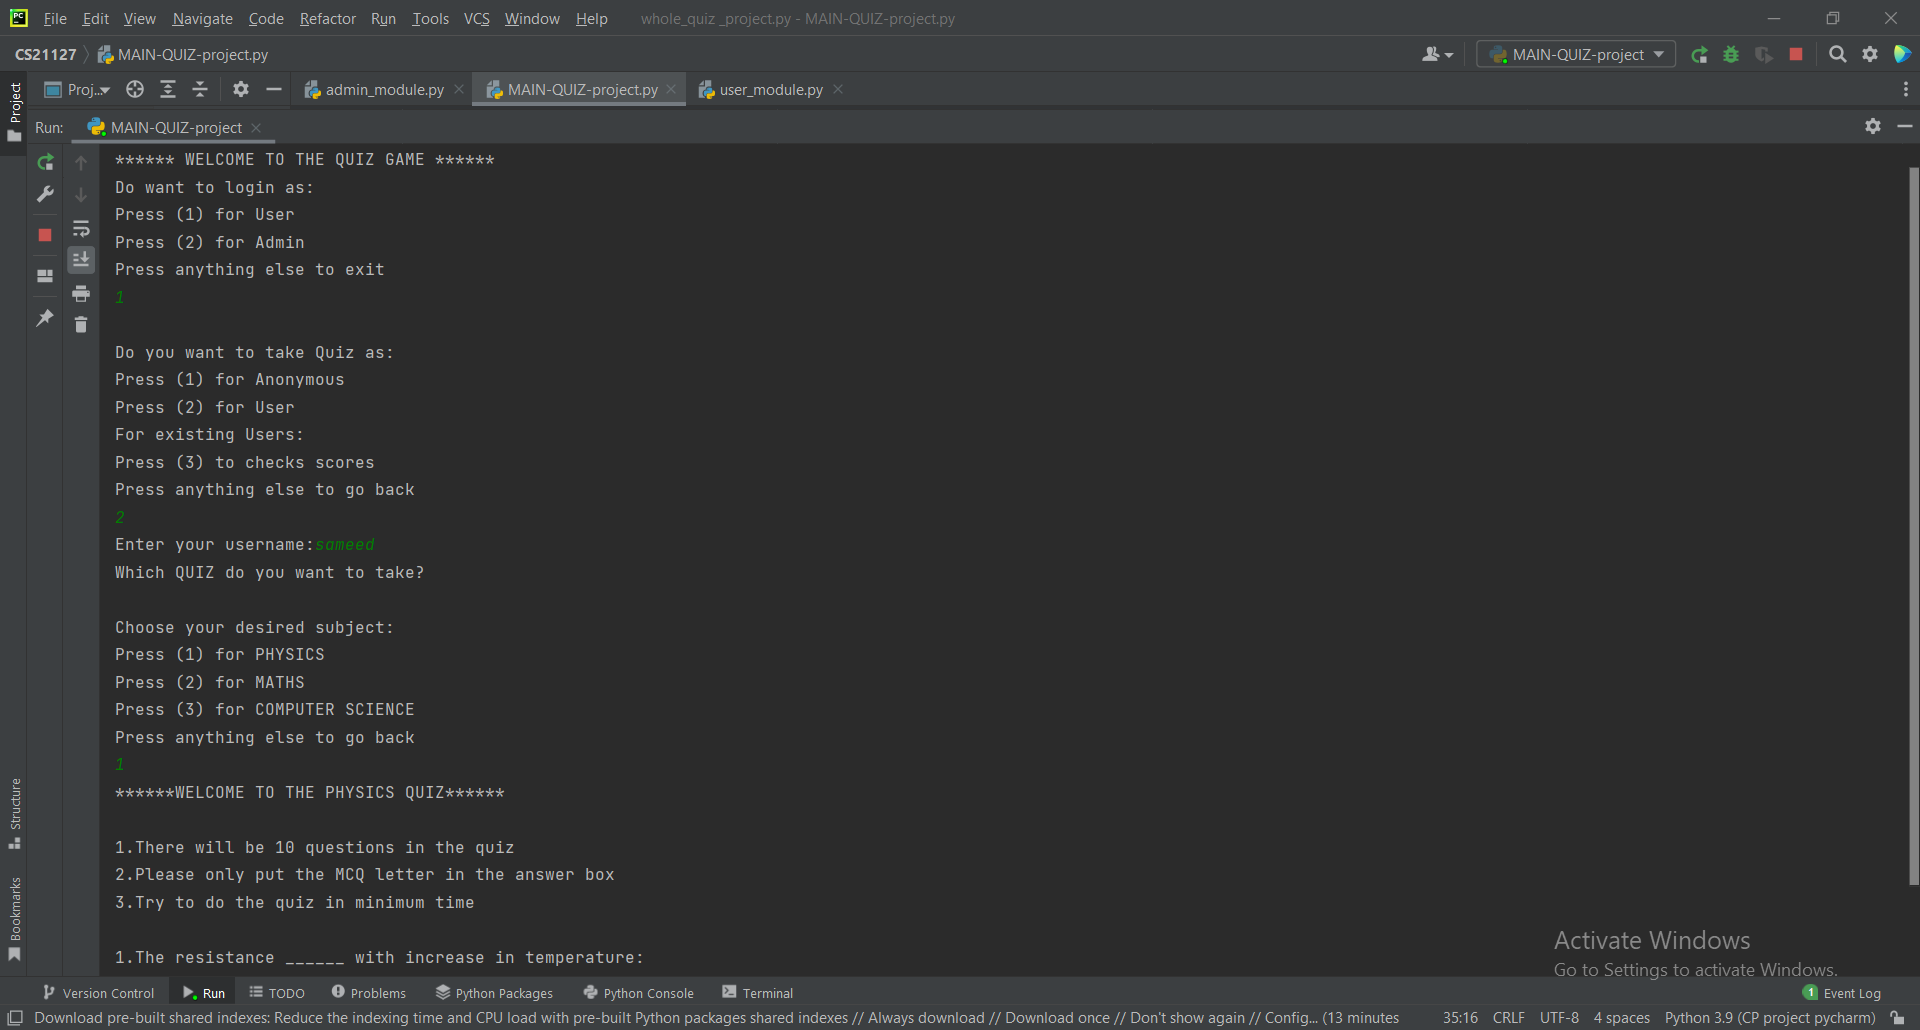 PC File Edit View Navigate Code Refactor Run Tools VCS Window Help whole_quiz _project.py - MAIN-QUIZ-project.py
CS21127 MAIN-QUIZ-project.py MAIN-QUIZ-project
Project Proj... admin_module.py MAIN-QUIZ-project.py user_module.py
Run: MAIN-QUIZ-project
****** WELCOME TO THE QUIZ GAME ******
Do want to login as:
Press (1) for User
Press (2) for Admin
Press anything else to exit
1
Do you want to take Quiz as:
Press (1) for Anonymous
Press (2) for User
For existing Users:
Press (3) to checks scores
Press anything else to go back
2
Enter your username:sameed
Which QUIZ do you want to take?
Choose your desired subject:
Press (1) for PHYSICS
Press (2) for MATHS
Press (3) for COMPUTER SCIENCE
Press anything else to go back
1
******WELCOME TO THE PHYSICS QUIZ******
1.There will be 10 questions in the quiz
2.Please only put the MCQ letter in the answer box
3.Try to do the quiz in minimum time
1.The resistance ______ with increase in temperature:
Structure
Bookmarks
Activate Windows
Go to Settings to activate Windows.
Version Control Run TODO Problems Python Packages Python Console Terminal 1 Event Log
Download pre-built shared indexes: Reduce the indexing time and CPU load with pre-built Python packages shared indexes // Always download // Download once // Don't show again // Config... (13 minutes 35:16 CRLF UTF-8 4 spaces Python 3.9 (CP project pycharm)